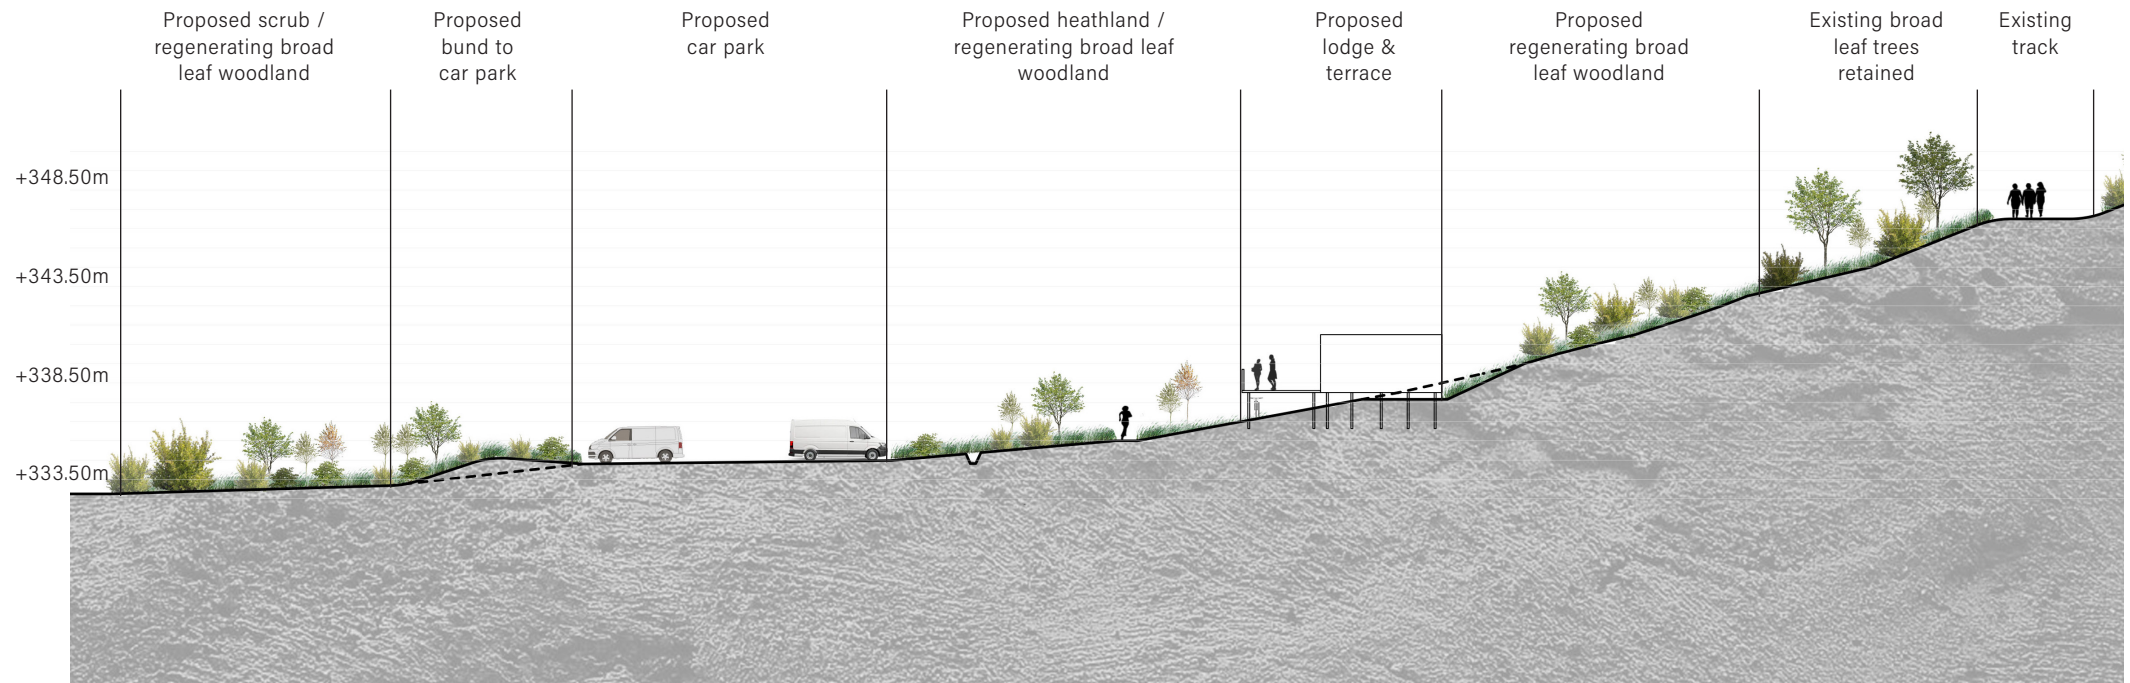 Proposed scrub /
regenerating broad
leaf woodland
Proposed
bund to
car park
Proposed
car park
Proposed heathland /
regenerating broad leaf
woodland
Proposed
lodge &
terrace
Proposed
regenerating broad
leaf woodland
Existing broad
leaf trees
retained
Existing
track
+348.50m
+343.50m
+338.50m
+333.50m